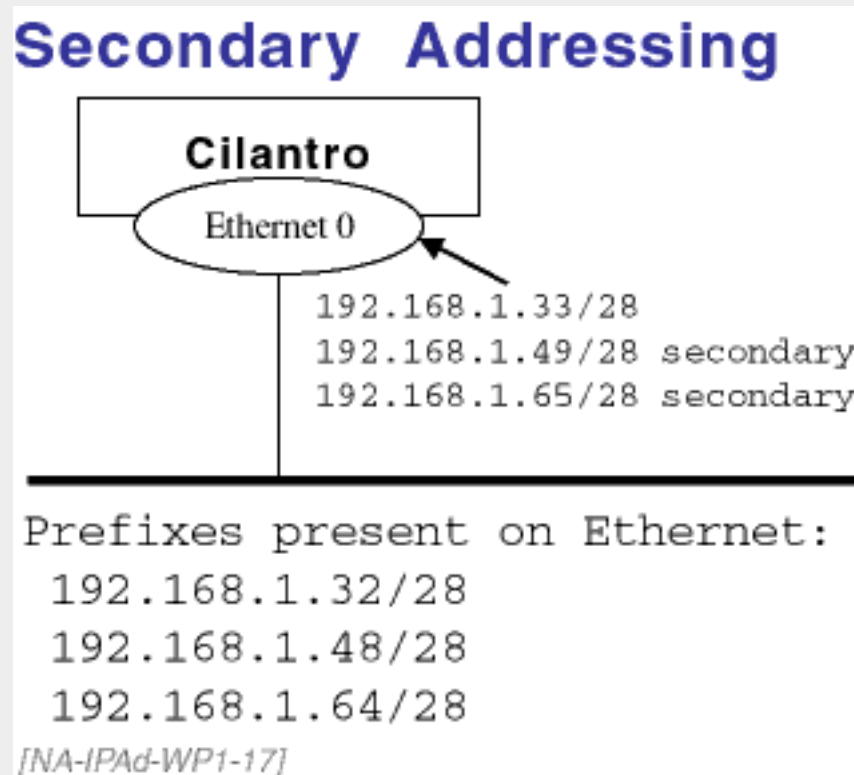 Secondary Addressing
Cilantro
Ethernet 0
192.168.1.33/28
192.168.1.49/28 secondary
192.168.1.65/28 secondary
Prefixes present on Ethernet:
192.168.1.32/28
192.168.1.48/28
192.168.1.64/28
[NA-IPAd-WP1-17]